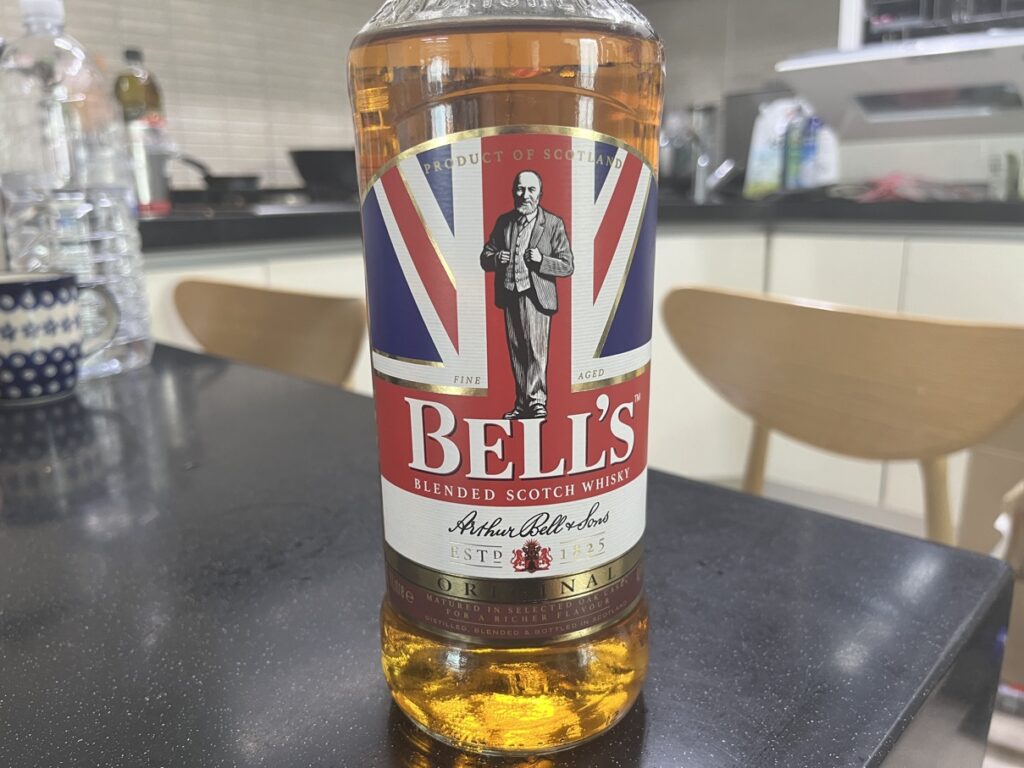 PRODUCT OF SCOTLAND
FINE AGED
BELL'S™
BLENDED SCOTCH WHISKY
Arthur Bell & Sons
ESTD 1825
ORIGINAL
MATURED IN SELECTED OAK CASKS
FOR A RICHER FLAVOUR
DISTILLED, BLENDED & BOTTLED IN SCOTLAND